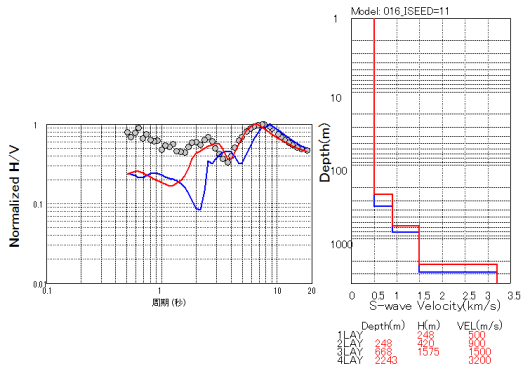 Model: 016_ISEED=11
Normalized H/V
1
0.1
0.01
0.1
1
10
20
周期(秒)
Depth(m)
1
10
100
1000
0
0.5
1
1.5
2
2.5
3
3.5
S-wave Velocity(km/s)
Depth(m) H(m) VEL(m/s)
1LAY 248 500
2LAY 248 420 900
3LAY 668 1575 1500
4LAY 2243 3200